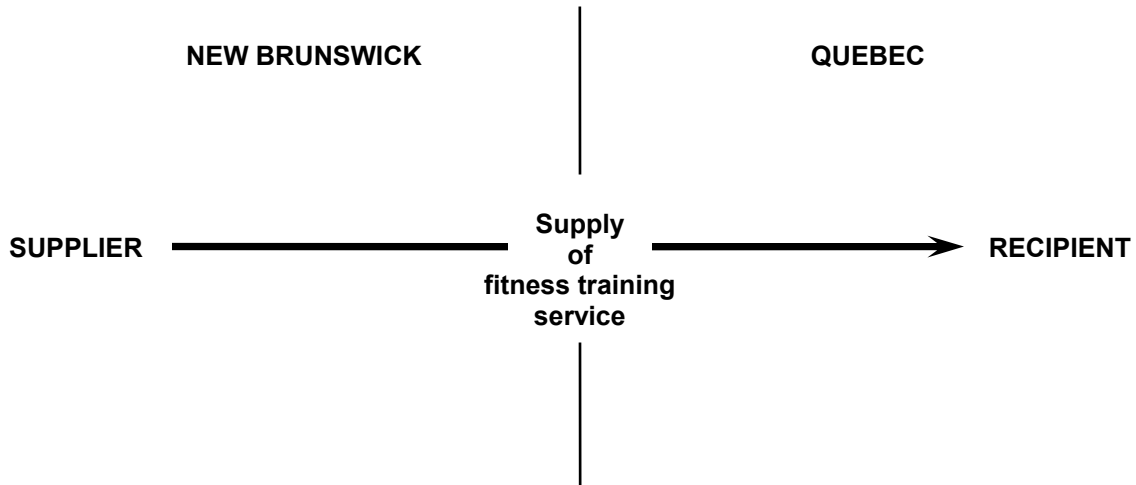 NEW BRUNSWICK
QUEBEC
SUPPLIER
Supply
of
fitness training
service
RECIPIENT